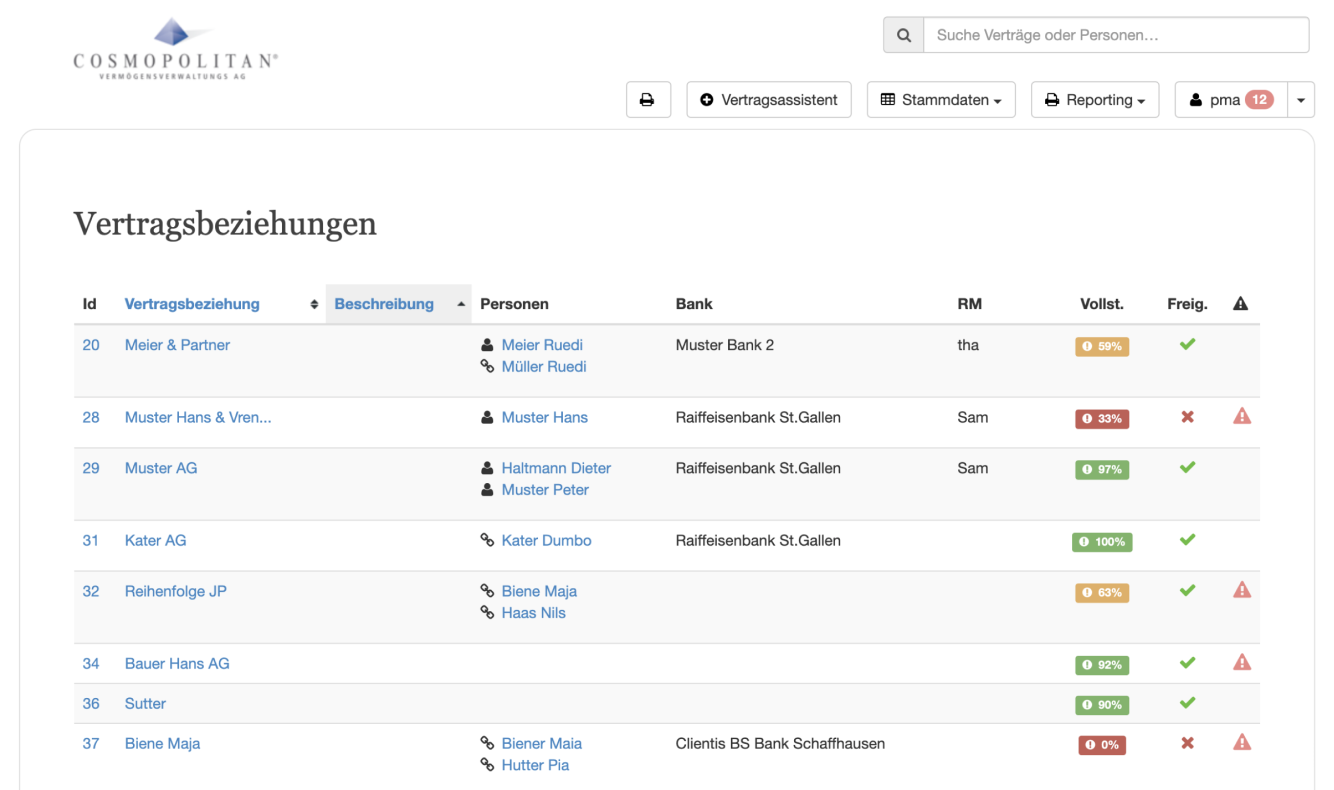 COSMOPOLITAN®
VERMÖGENSVERWALTUNGS AG
Suche Verträge oder Personen...
Vertragsassistent Stammdaten Reporting pma 12
Vertragsbeziehungen
Id Vertragsbeziehung Beschreibung Personen Bank RM Vollst. Freig.
20 Meier & Partner Meier Ruedi Muster Bank 2 tha 59%
Müller Ruedi
28 Muster Hans & Vren... Muster Hans Raiffeisenbank St.Gallen Sam 33%
29 Muster AG Haltmann Dieter Raiffeisenbank St.Gallen Sam 97%
Muster Peter
31 Kater AG Kater Dumbo Raiffeisenbank St.Gallen 100%
32 Reihenfolge JP Biene Maja 63%
Haas Nils
34 Bauer Hans AG 92%
36 Sutter 90%
37 Biene Maja Biener Maia Clientis BS Bank Schaffhausen 0%
Hutter Pia